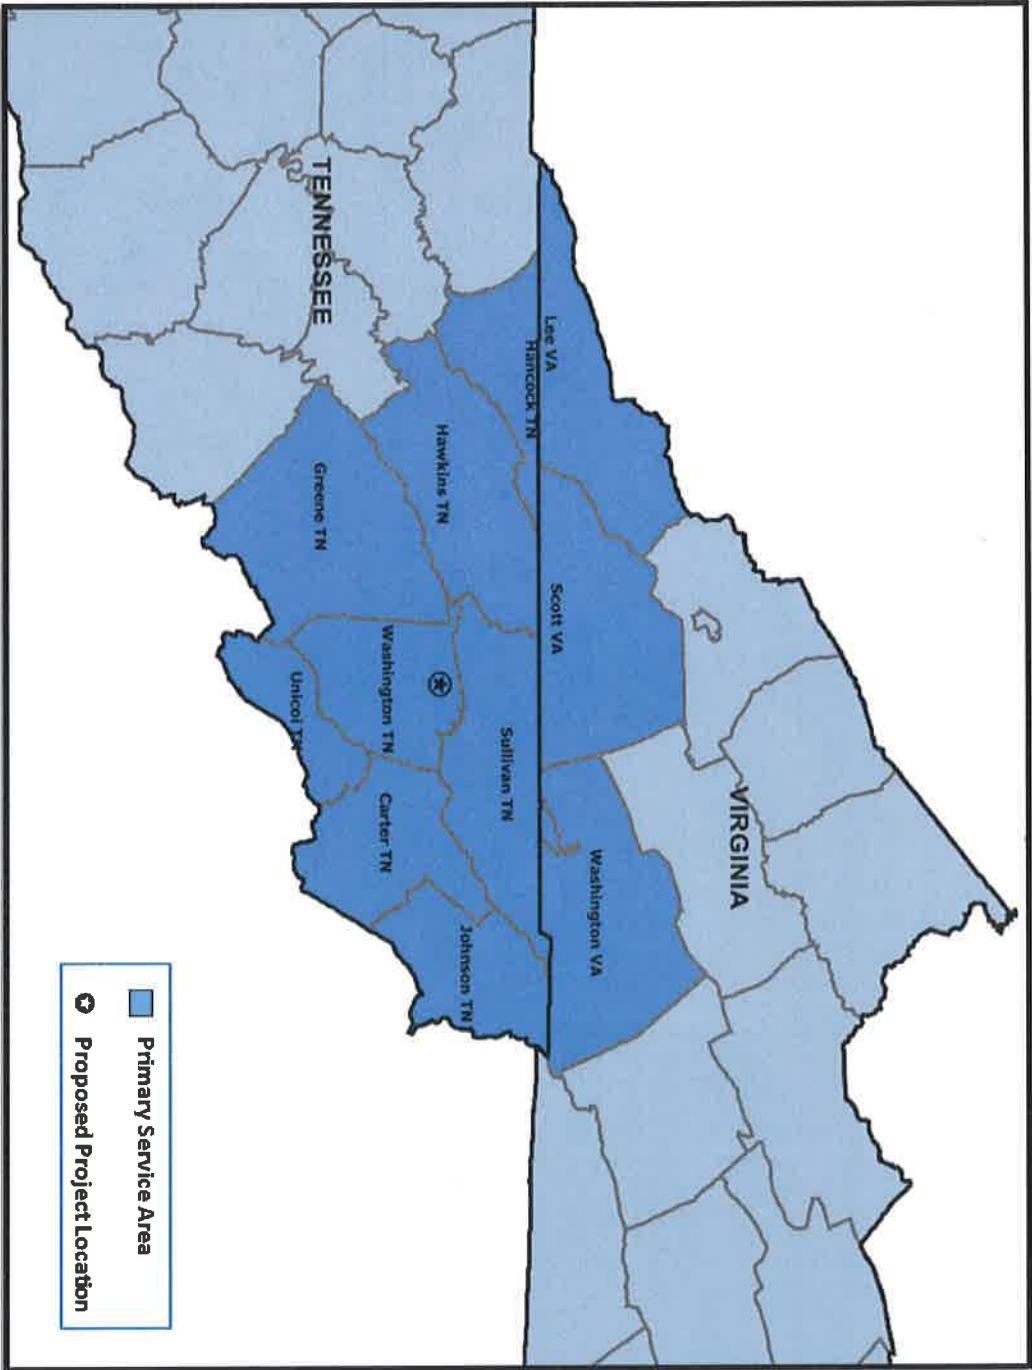 VIRGINIA
Lee VA
Scott VA
Washington VA
Hancock TN
Hawkins TN
Sullivan TN
Johnson TN
TENNESSEE
Greene TN
Washington TN
Carter TN
Unicoi TN
Primary Service Area
Proposed Project Location